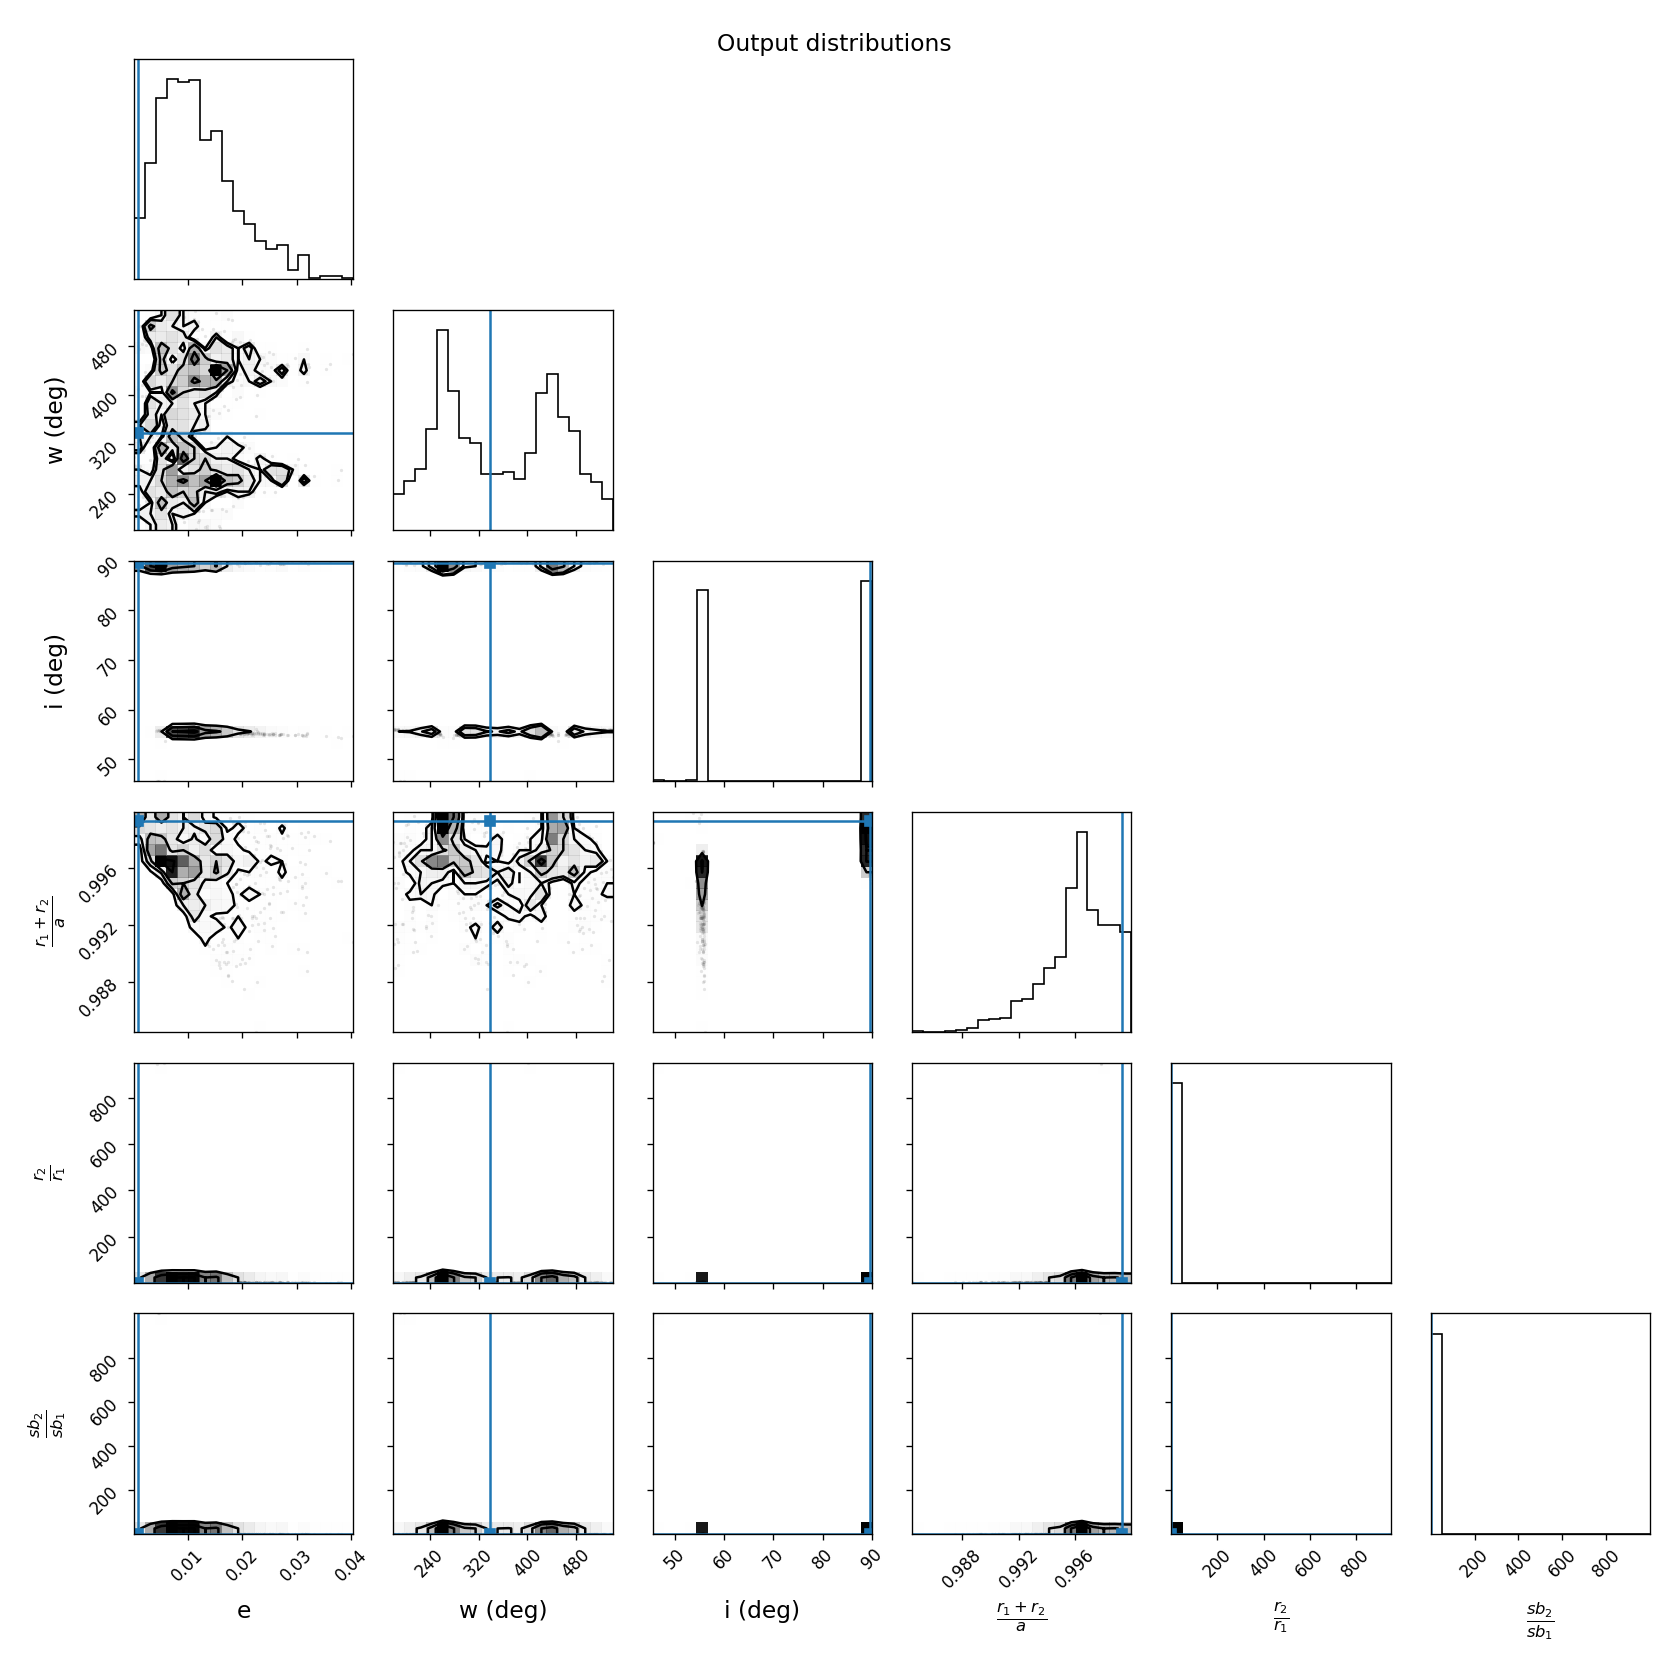 Output distributions
w (deg)
480
400
320
240
i (deg)
90
80
70
60
50
r1 + r2
a
0.996
0.992
0.988
r2
r1
800
600
400
200
sb2
sb1
800
600
400
200
0.01 0.02 0.03 0.04 240 320 400 480 50 60 70 80 90 0.988 0.992 0.996 200 400 600 800 200 400 600 800
e w (deg) i (deg) r1 + r2 r2 sb2
a r1 sb1